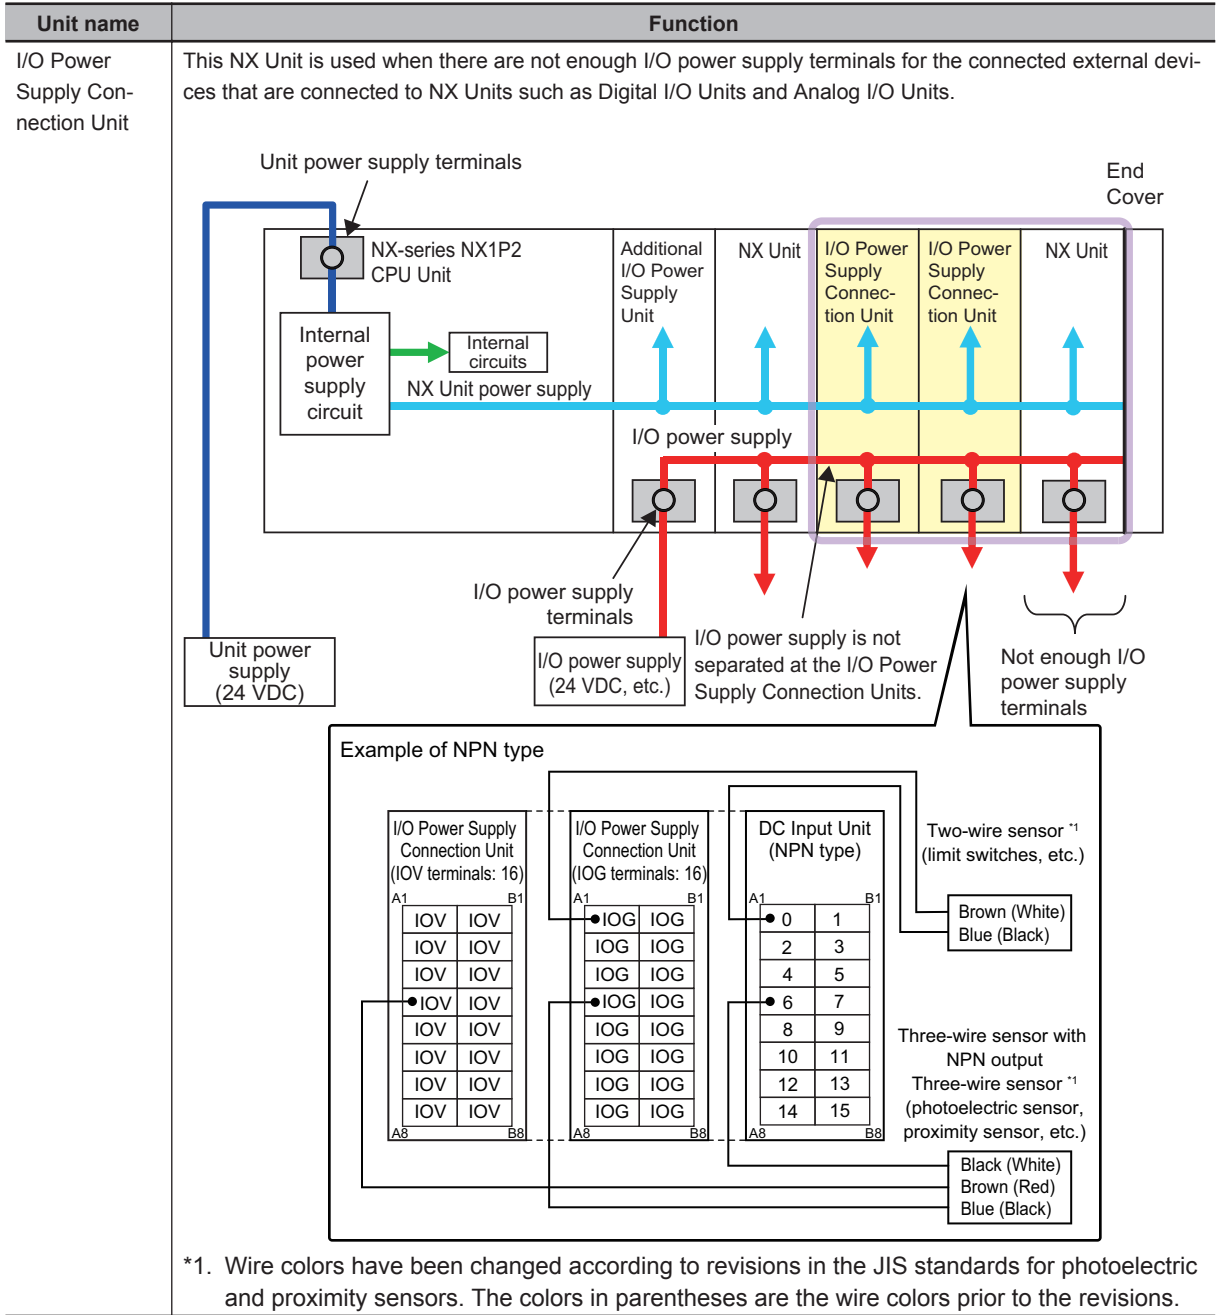 Unit name
Function
I/O Power
Supply Con-
nection Unit
This NX Unit is used when there are not enough I/O power supply terminals for the connected external devi-
ces that are connected to NX Units such as Digital I/O Units and Analog I/O Units.
Unit power supply terminals
End
Cover
NX-series NX1P2
CPU Unit
Additional
I/O Power
Supply
Unit
NX Unit
I/O Power
Supply
Connec-
tion Unit
I/O Power
Supply
Connec-
tion Unit
NX Unit
Internal
power
supply
circuit
Internal
circuits
NX Unit power supply
I/O power supply
I/O power supply
terminals
Unit power
supply
(24 VDC)
I/O power supply
(24 VDC, etc.)
I/O power supply is not
separated at the I/O Power
Supply Connection Units.
Not enough I/O
power supply
terminals
Example of NPN type
I/O Power Supply
Connection Unit
(IOV terminals: 16)
A1
B1
IOV IOV
IOV IOV
IOV IOV
IOV IOV
IOV IOV
IOV IOV
IOV IOV
IOV IOV
A8
B8
I/O Power Supply
Connection Unit
(IOG terminals: 16)
A1
B1
IOG IOG
IOG IOG
IOG IOG
IOG IOG
IOG IOG
IOG IOG
IOG IOG
IOG IOG
A8
B8
DC Input Unit
(NPN type)
A1
B1
0 1
2 3
4 5
6 7
8 9
10 11
12 13
14 15
A8
B8
Two-wire sensor *1
(limit switches, etc.)
Brown (White)
Blue (Black)
Three-wire sensor with
NPN output
Three-wire sensor *1
(photoelectric sensor,
proximity sensor, etc.)
Black (White)
Brown (Red)
Blue (Black)
*1. Wire colors have been changed according to revisions in the JIS standards for photoelectric
and proximity sensors. The colors in parentheses are the wire colors prior to the revisions.